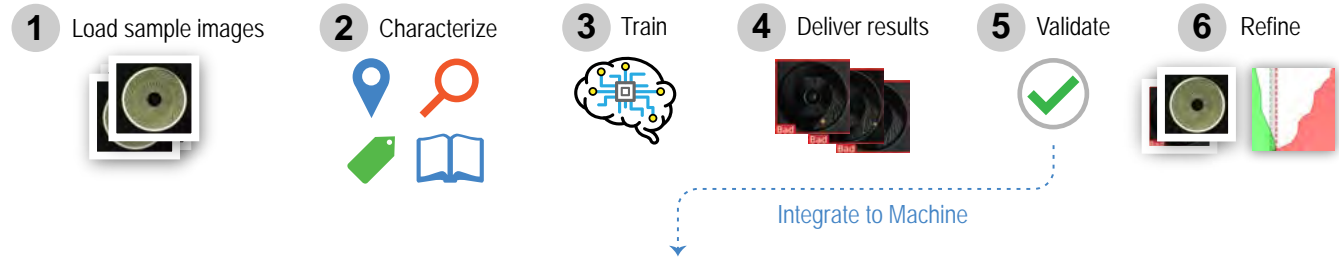 1 Load sample images
2 Characterize
3 Train
4 Deliver results
5 Validate
6 Refine
Bad
Bad
Bad
Integrate to Machine